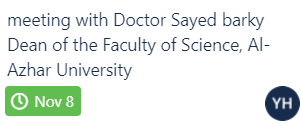 meeting with Doctor Sayed barky
Dean of the Faculty of Science, Al-
Azhar University
Nov 8
YH